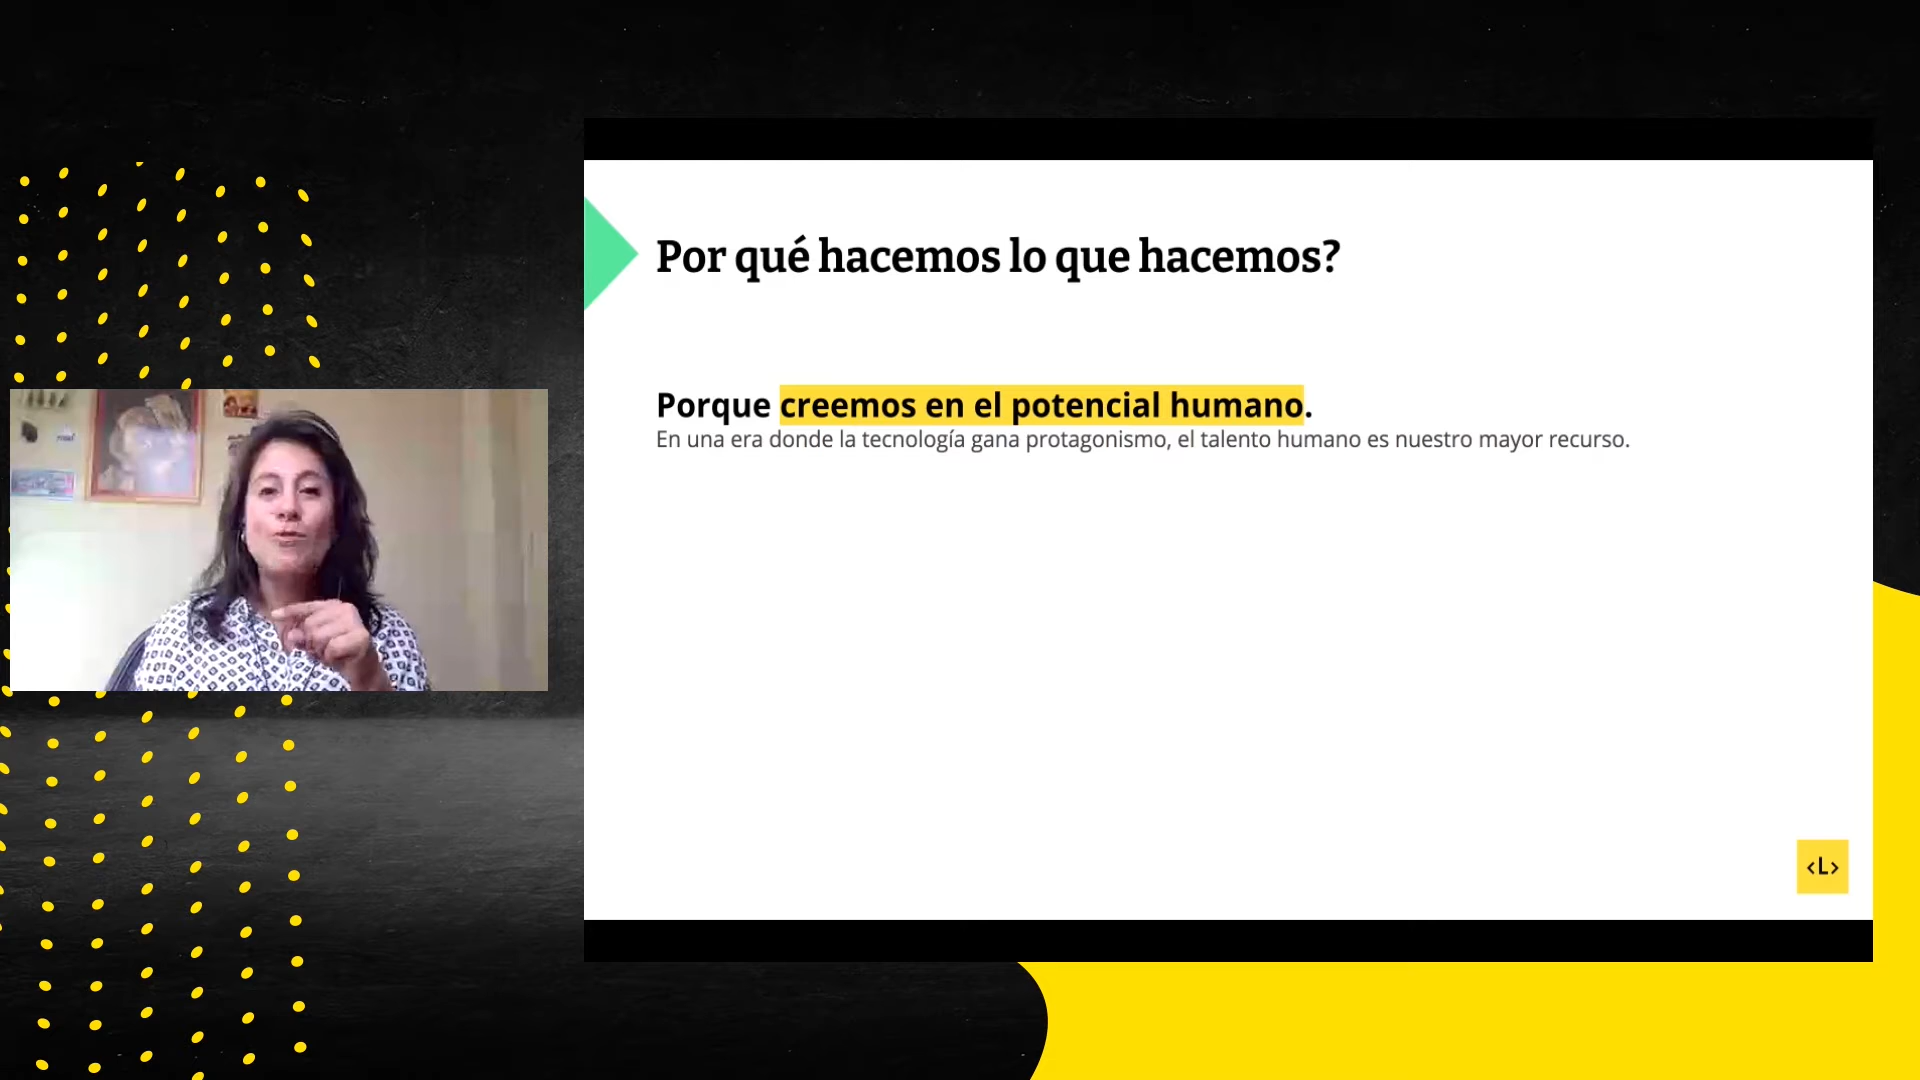 Por qué hacemos lo que hacemos?
Porque creemos en el potencial humano.
En una era donde la tecnología gana protagonismo, el talento humano es nuestro mayor recurso.
<L>